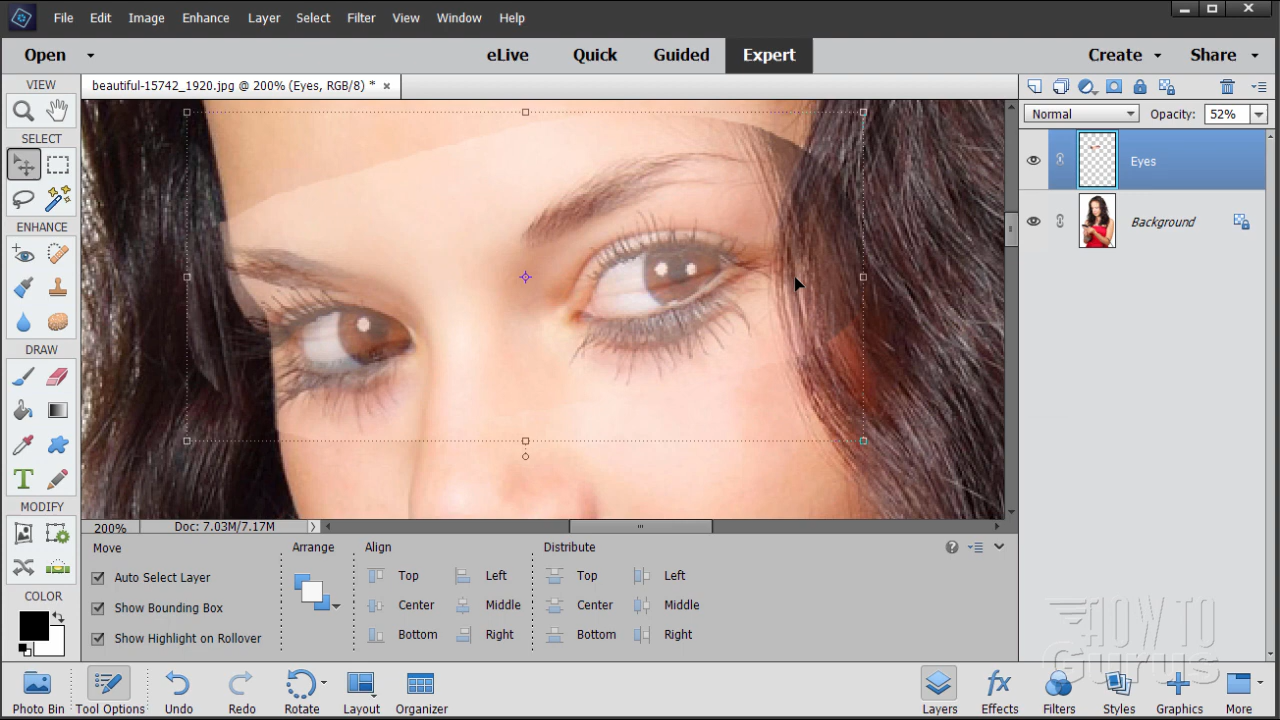 File Edit Image Enhance Layer Select Filter View Window Help
Open eLive Quick Guided Expert Create Share
VIEW
beautiful-15742_1920.jpg @ 200% (Eyes, RGB/8) * ×
Normal Opacity: 52%
SELECT
Eyes
Background
ENHANCE
DRAW
MODIFY
COLOR
200% Doc: 7.03M/7.17M
Move Arrange Align Distribute
Auto Select Layer Top Left Top Left
Show Bounding Box Center Middle Center Middle
Show Highlight on Rollover Bottom Right Bottom Right
HOW TO
Gurus
Photo Bin Tool Options Undo Redo Rotate Layout Organizer Layers Effects Filters Styles Graphics More